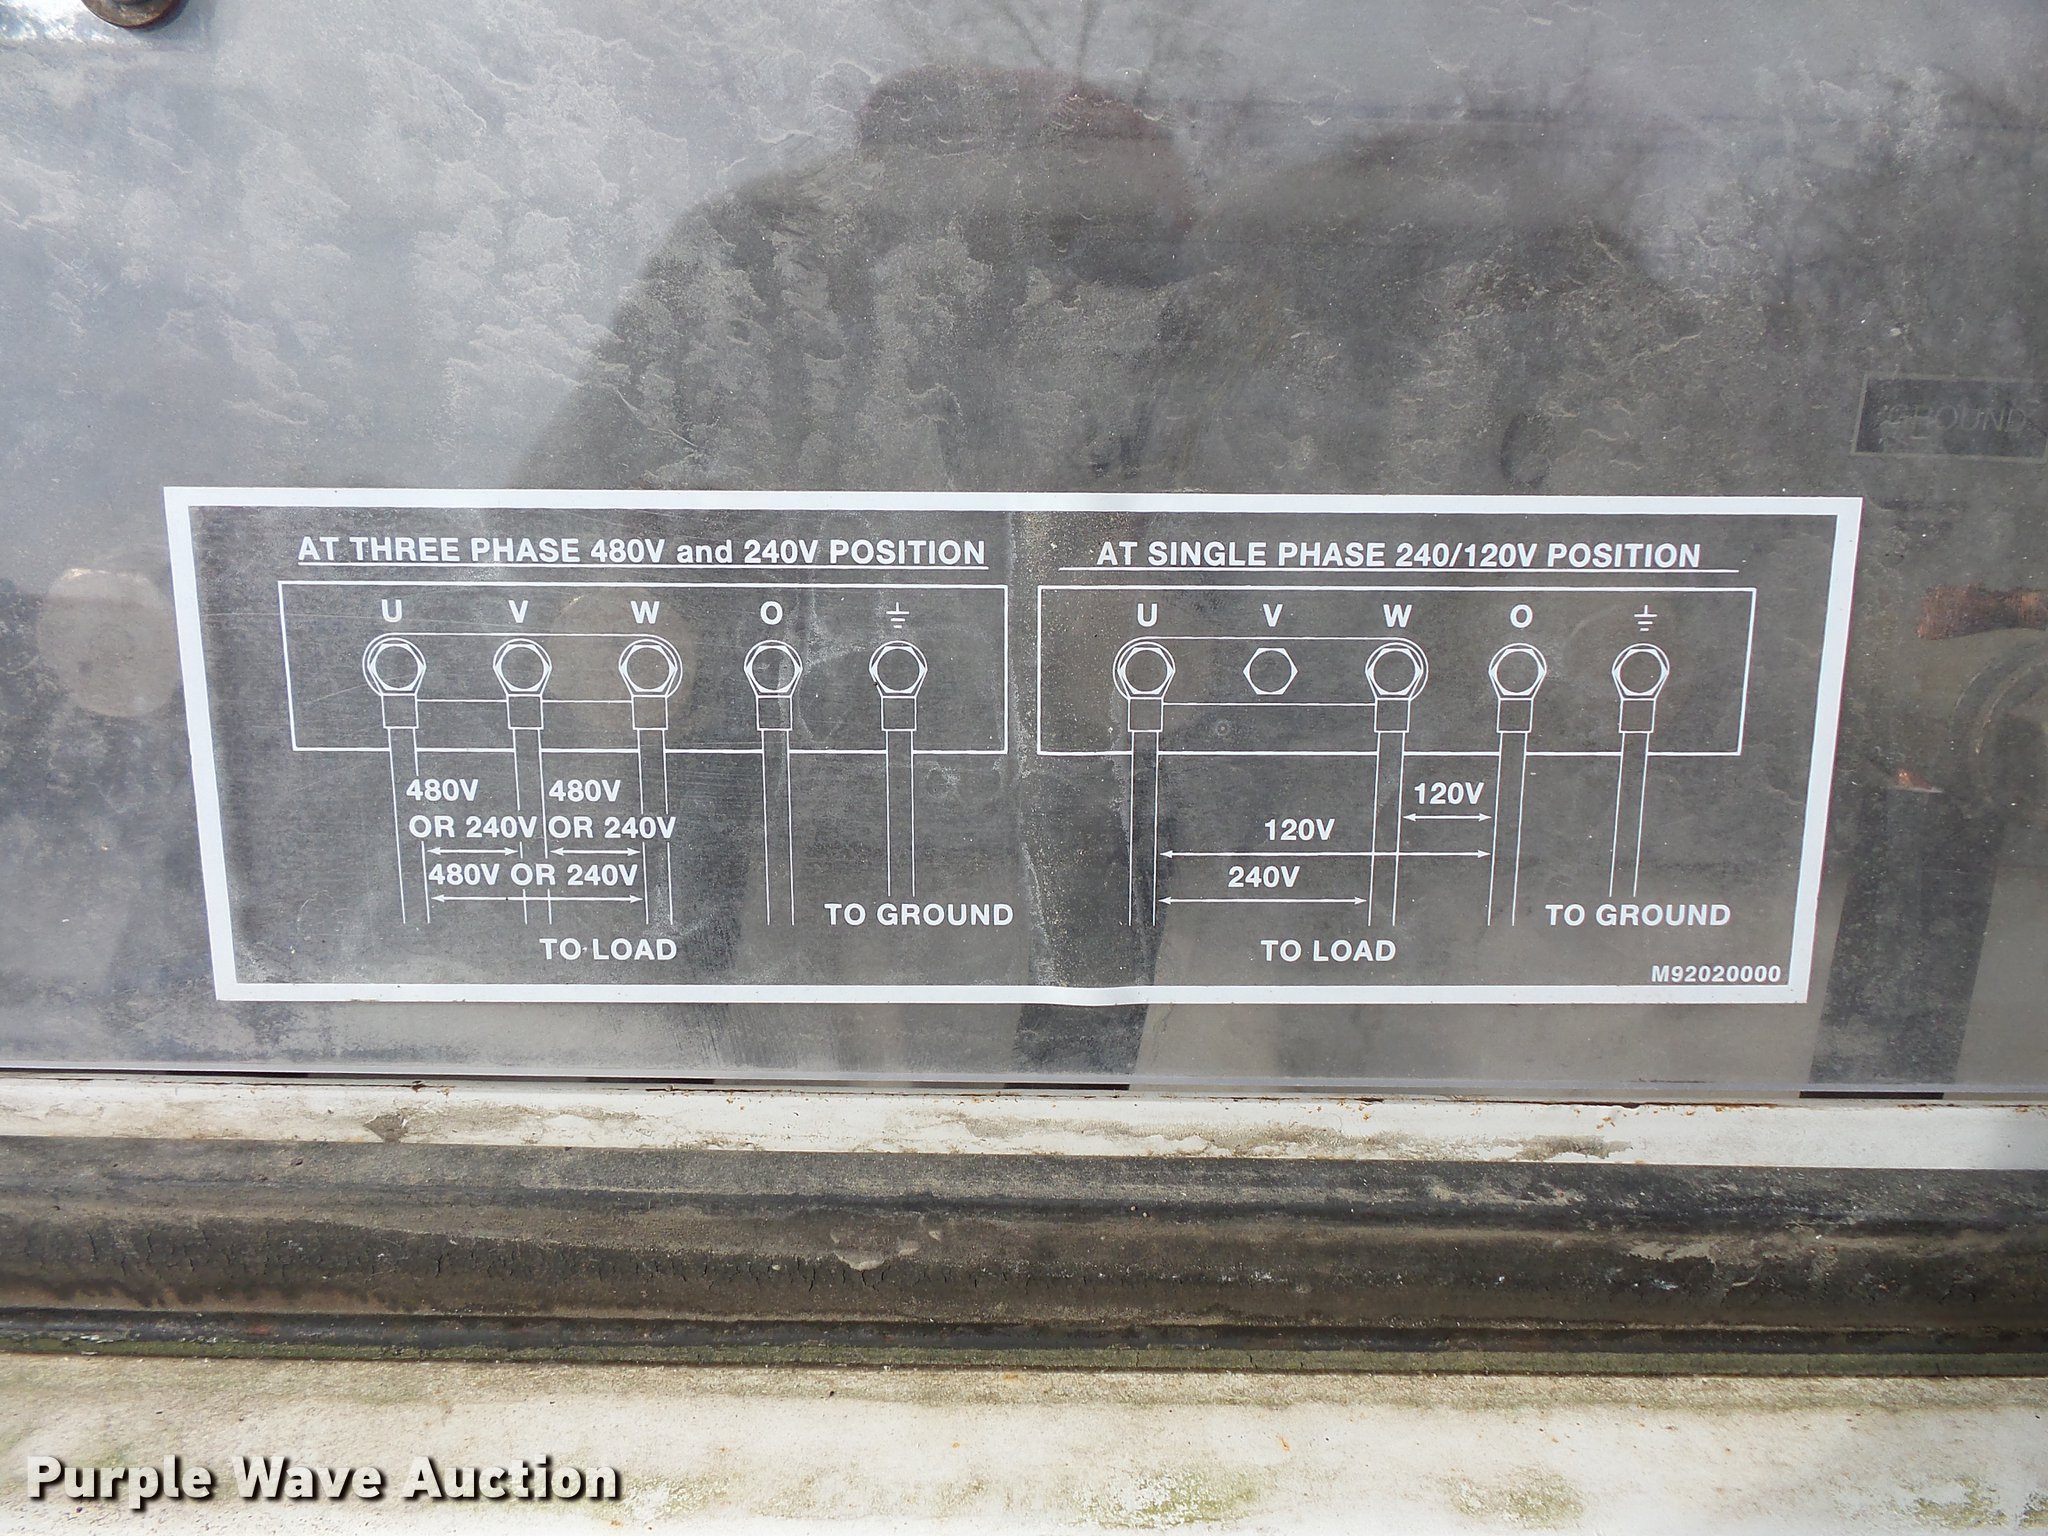 GROUND
AT THREE PHASE 480V and 240V POSITION
U V W O
480V 480V
OR 240V OR 240V
480V OR 240V
TO GROUND
TO LOAD
AT SINGLE PHASE 240/120V POSITION
U V W O
120V
120V
240V
TO GROUND
TO LOAD
M92020000
Purple Wave Auction